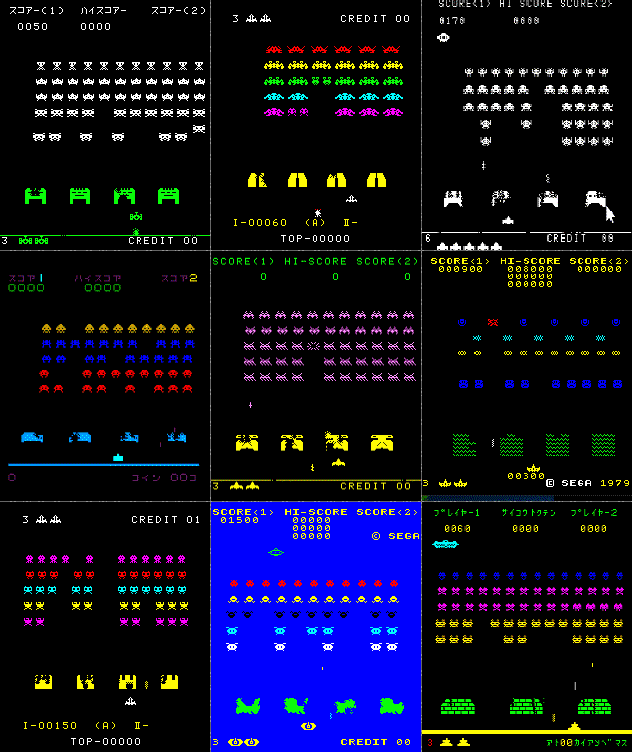 スコアー(1) ハイスコアー スコアー(2)
0050 0000
3 CREDIT 00
3 CREDIT 00
I-00060 (A) II-
TOP-00000
SCORE(1) HI SCORE SCORE(2)
0170 0000
6 CREDIT 00
スコア1 ハイスコア スコア2
0000 0000
0 コイン 00コ
SCORE(1) HI-SCORE SCORE(2)
0 0 0
3 CREDIT 00
SCORE(1) HI-SCORE SCORE(2)
000900 008000 000000
000000
000000
00300
3 © SEGA 1979
3 CREDIT 01
I-00150 (A) II-
TOP-00000
SCORE(1) HI-SCORE SCORE(2)
01500 00000
00000
00000
© SEGA
3 CREDIT 00
プレイヤー1 サイコウトクテン プレイヤー2
0060 0000 0000
3